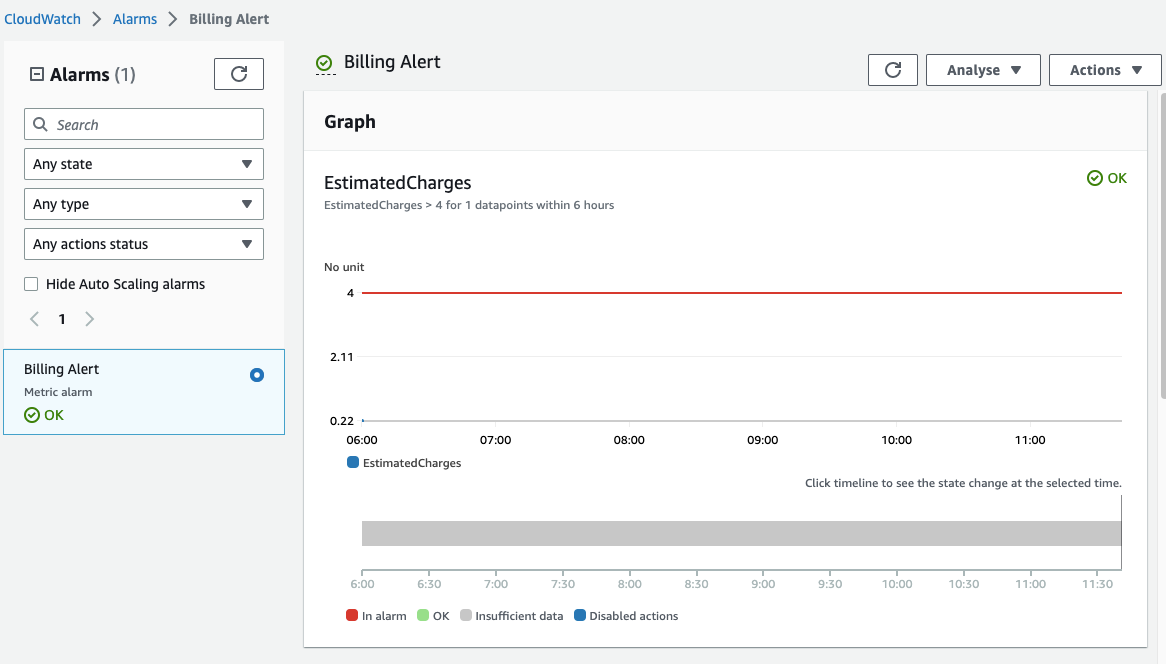 CloudWatch > Alarms > Billing Alert
Alarms (1)
Search
Any state
Any type
Any actions status
Hide Auto Scaling alarms
1
Billing Alert
Metric alarm
OK
Billing Alert
Analyse
Actions
Graph
EstimatedCharges
OK
EstimatedCharges > 4 for 1 datapoints within 6 hours
No unit
4
2.11
0.22
06:00 07:00 08:00 09:00 10:00 11:00
EstimatedCharges
Click timeline to see the state change at the selected time.
6:00 6:30 7:00 7:30 8:00 8:30 9:00 9:30 10:00 10:30 11:00 11:30
In alarm OK Insufficient data Disabled actions